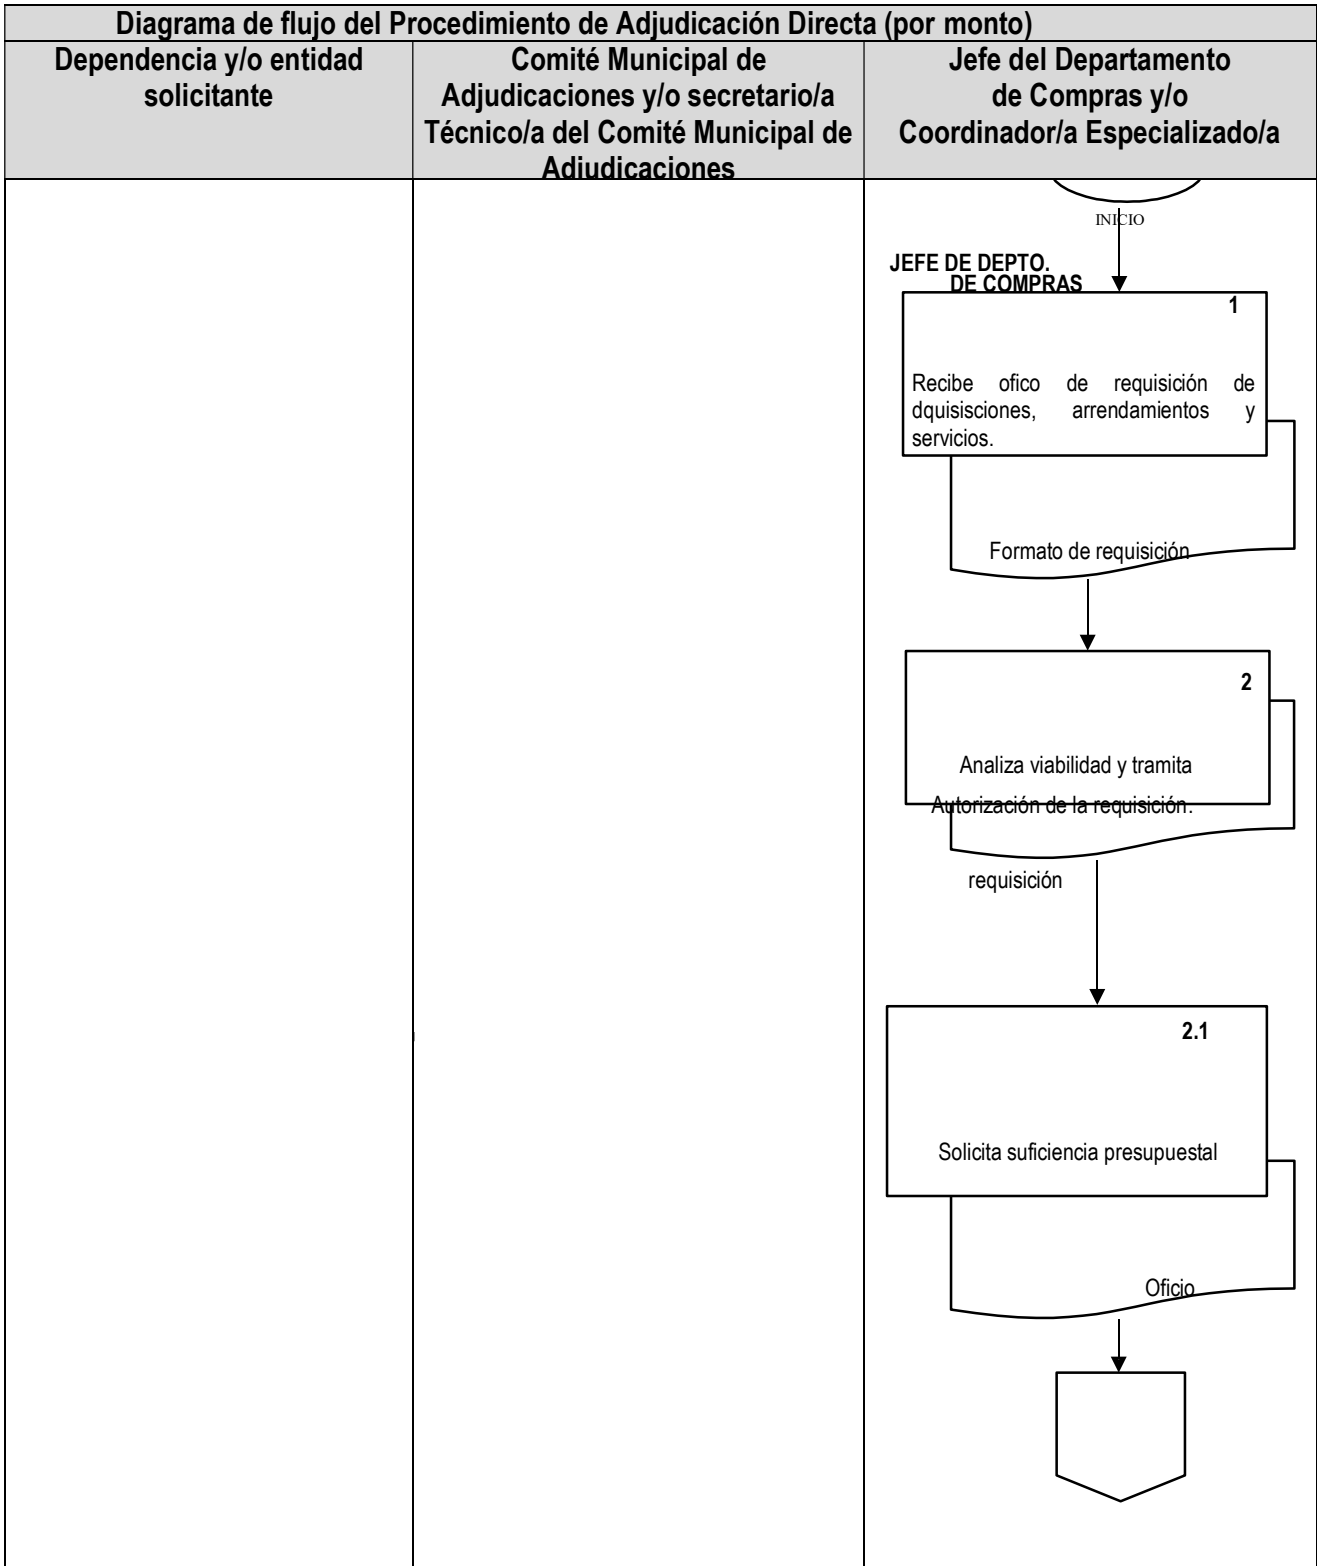 Diagrama de flujo del Procedimiento de Adjudicación Directa (por monto)
Dependencia y/o entidad
solicitante
Comité Municipal de
Adjudicaciones y/o secretario/a
Técnico/a del Comité Municipal de
Adjudicaciones
Jefe del Departamento
de Compras y/o
Coordinador/a Especializado/a
INICIO
JEFE DE DEPTO.
DE COMPRAS
1
Recibe ofico de requisición de
dquisisciones, arrendamientos y
servicios.
Formato de requisición
2
Analiza viabilidad y tramita
Autorización de la requisición.
requisición
2.1
Solicita suficiencia presupuestal
Oficio